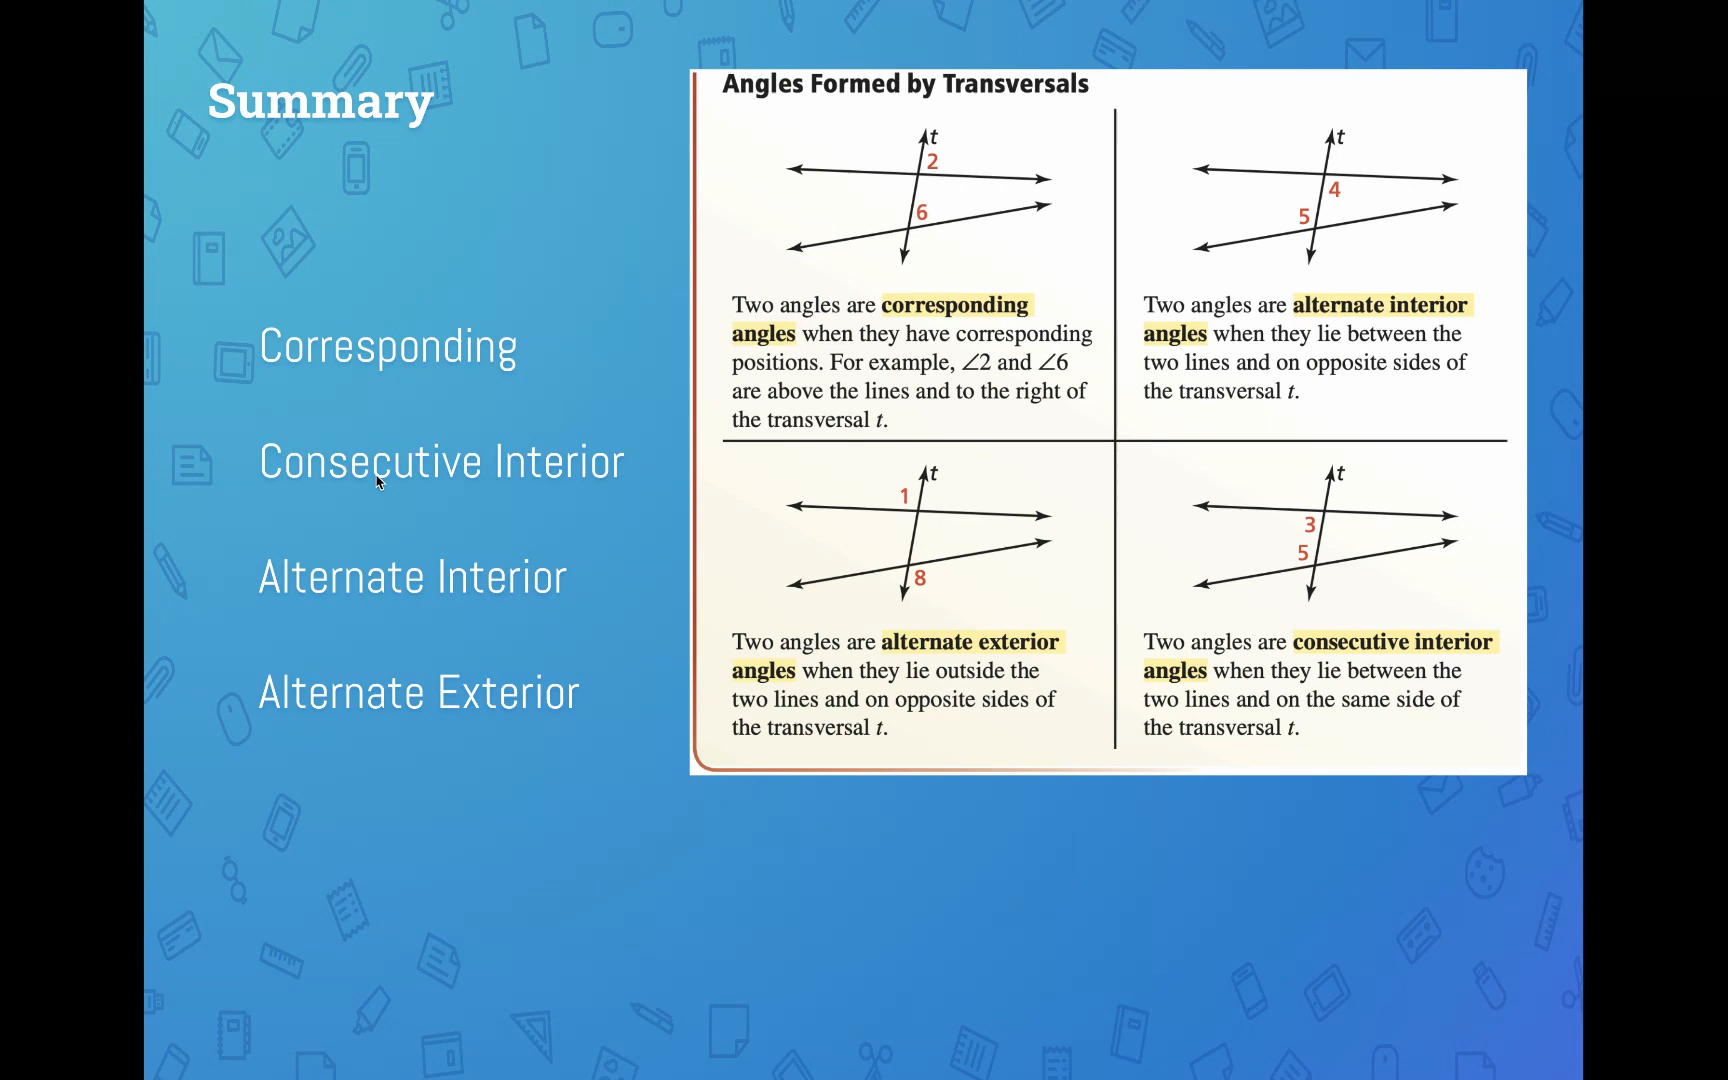 Summary
Corresponding
Consecutive Interior
Alternate Interior
Alternate Exterior
Angles Formed by Transversals
t
2
6
Two angles are corresponding
angles when they have corresponding
positions. For example, ∠2 and ∠6
are above the lines and to the right of
the transversal t.
t
4
5
Two angles are alternate interior
angles when they lie between the
two lines and on opposite sides of
the transversal t.
t
1
8
Two angles are alternate exterior
angles when they lie outside the
two lines and on opposite sides of
the transversal t.
t
3
5
Two angles are consecutive interior
angles when they lie between the
two lines and on the same side of
the transversal t.